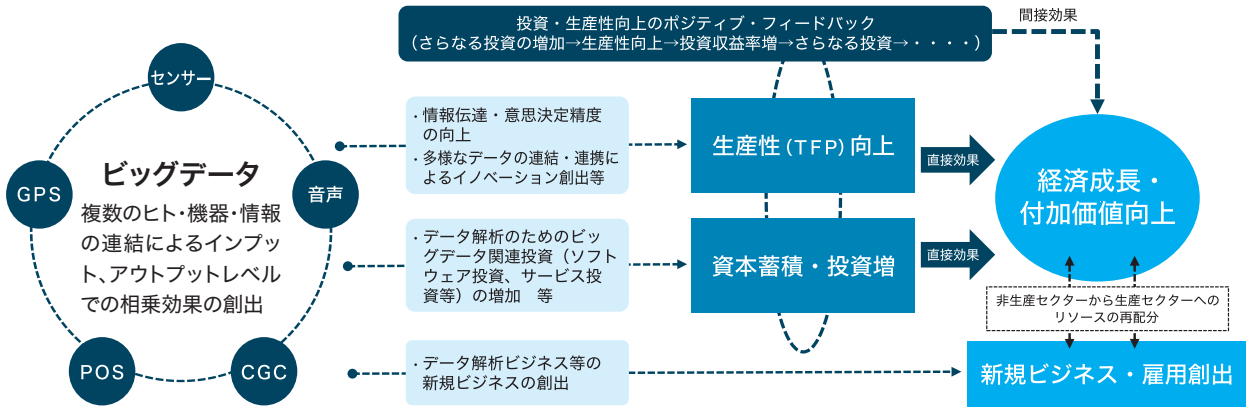 投資・生産性向上のポジティブ・フィードバック
（さらなる投資の増加→生産性向上→投資収益率増→さらなる投資→・・・・）
間接効果
センサー
GPS
音声
POS
CGC
ビッグデータ
複数のヒト・機器・情報
の連結によるインプッ
ト、アウトプットレベル
での相乗効果の創出
・情報伝達・意思決定精度
の向上
・多様なデータの連結・連携に
よるイノベーション創出等
生産性（TFP）向上
直接効果
・データ解析のためのビッ
グデータ関連投資（ソフト
ウェア投資、サービス投
資等）の増加　等
資本蓄積・投資増
直接効果
経済成長・
付加価値向上
非生産セクターから生産セクターへの
リソースの再配分
・データ解析ビジネス等の
新規ビジネスの創出
新規ビジネス・雇用創出